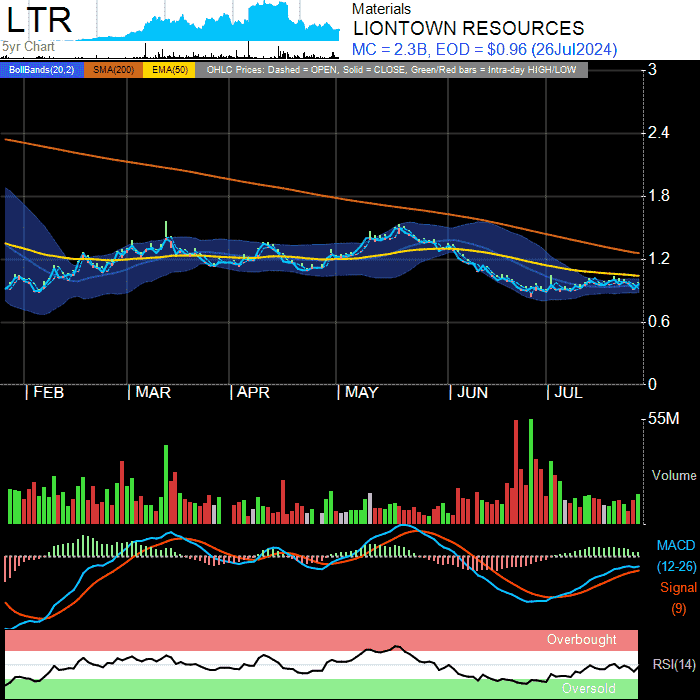 LTR
5yr Chart
Materials
LIONTOWN RESOURCES
MC = 2.3B, EOD = $0.96 (26Jul2024)
BollBands(20,2) SMA(200) EMA(50) OHLC Prices: Dashed = OPEN, Solid = CLOSE, Green/Red bars = Intra-day HIGH/LOW
3
2.4
1.8
1.2
0.6
0
| FEB | MAR | APR | MAY | JUN | JUL
55M
Volume
MACD
(12-26)
Signal
(9)
Overbought
RSI(14)
Oversold